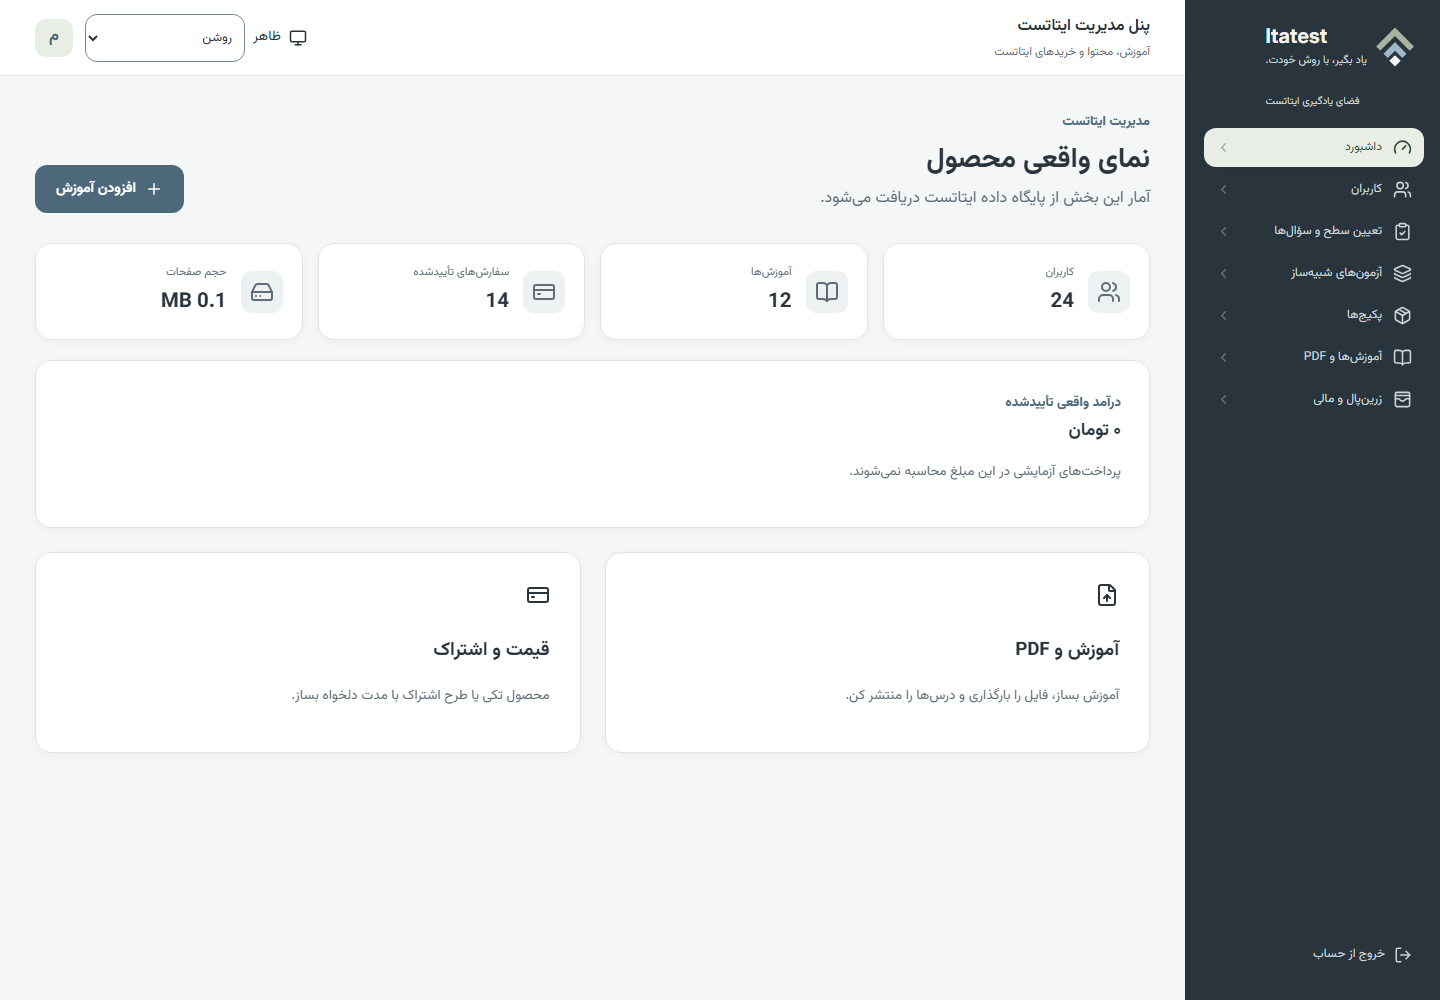 Itatest
یاد بگیر، با روش خودت.
فضای یادگیری ایتاتست
داشبورد
کاربران
تعیین سطح و سؤال‌ها
آزمون‌های شبیه‌ساز
پکیج‌ها
آموزش‌ها و PDF
زرین‌پال و مالی
خروج از حساب
پنل مدیریت ایتاتست
آموزش، محتوا و خریدهای ایتاتست
ظاهر
روشن
م
مدیریت ایتاتست
نمای واقعی محصول
آمار این بخش از پایگاه داده ایتاتست دریافت می‌شود.
افزودن آموزش
کاربران
24
آموزش‌ها
12
سفارش‌های تأییدشده
14
حجم صفحات
0.1 MB
درآمد واقعی تأییدشده
۰ تومان
پرداخت‌های آزمایشی در این مبلغ محاسبه نمی‌شوند.
آموزش و PDF
آموزش بساز، فایل را بارگذاری و درس‌ها را منتشر کن.
قیمت و اشتراک
محصول تکی یا طرح اشتراک با مدت دلخواه بساز.